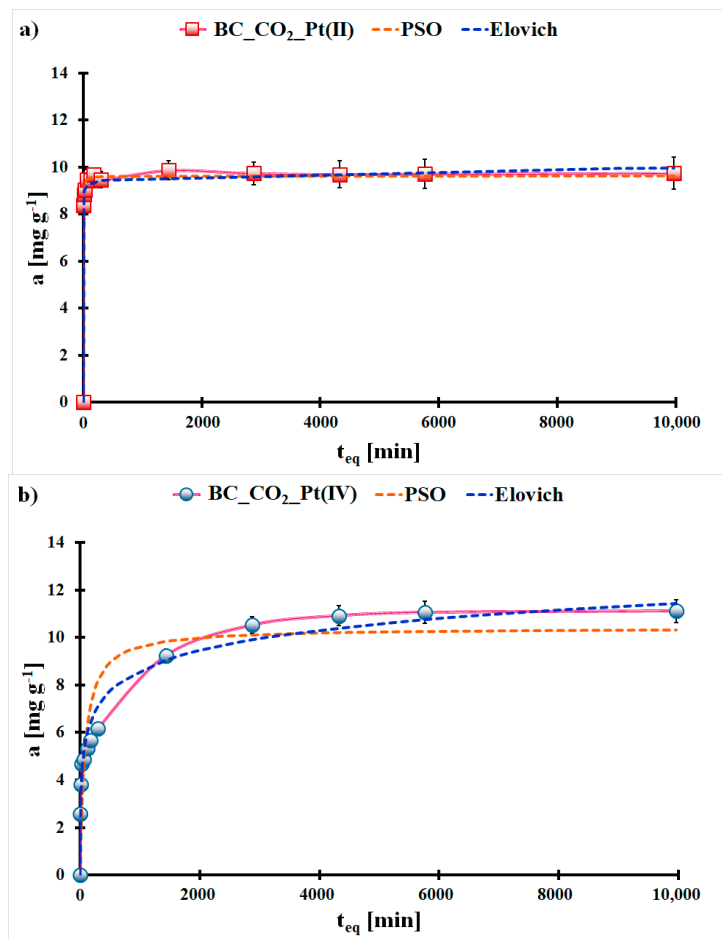 a)
BC_CO₂_Pt(II) PSO Elovich
14
12
10
8
6
4
2
0
a [mg g⁻¹]
0 2000 4000 6000 8000 10,000
t_eq [min]
b)
BC_CO₂_Pt(IV) PSO Elovich
14
12
10
8
6
4
2
0
a [mg g⁻¹]
0 2000 4000 6000 8000 10,000
t_eq [min]